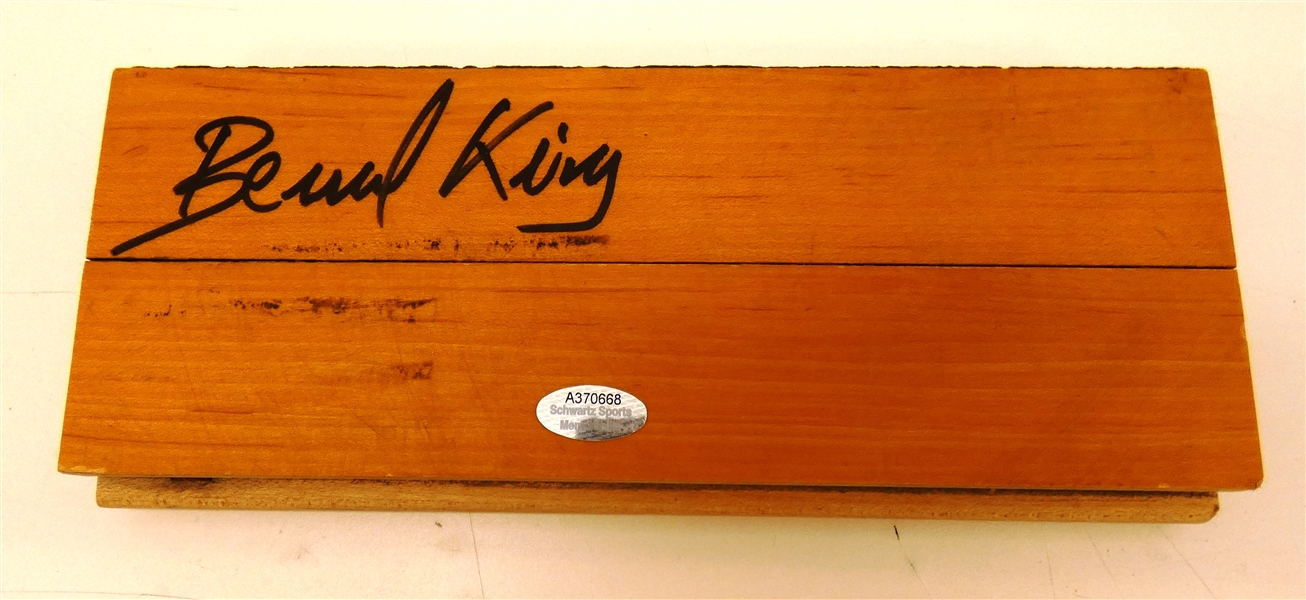 Bernard King
A370668
Schwartz Sports